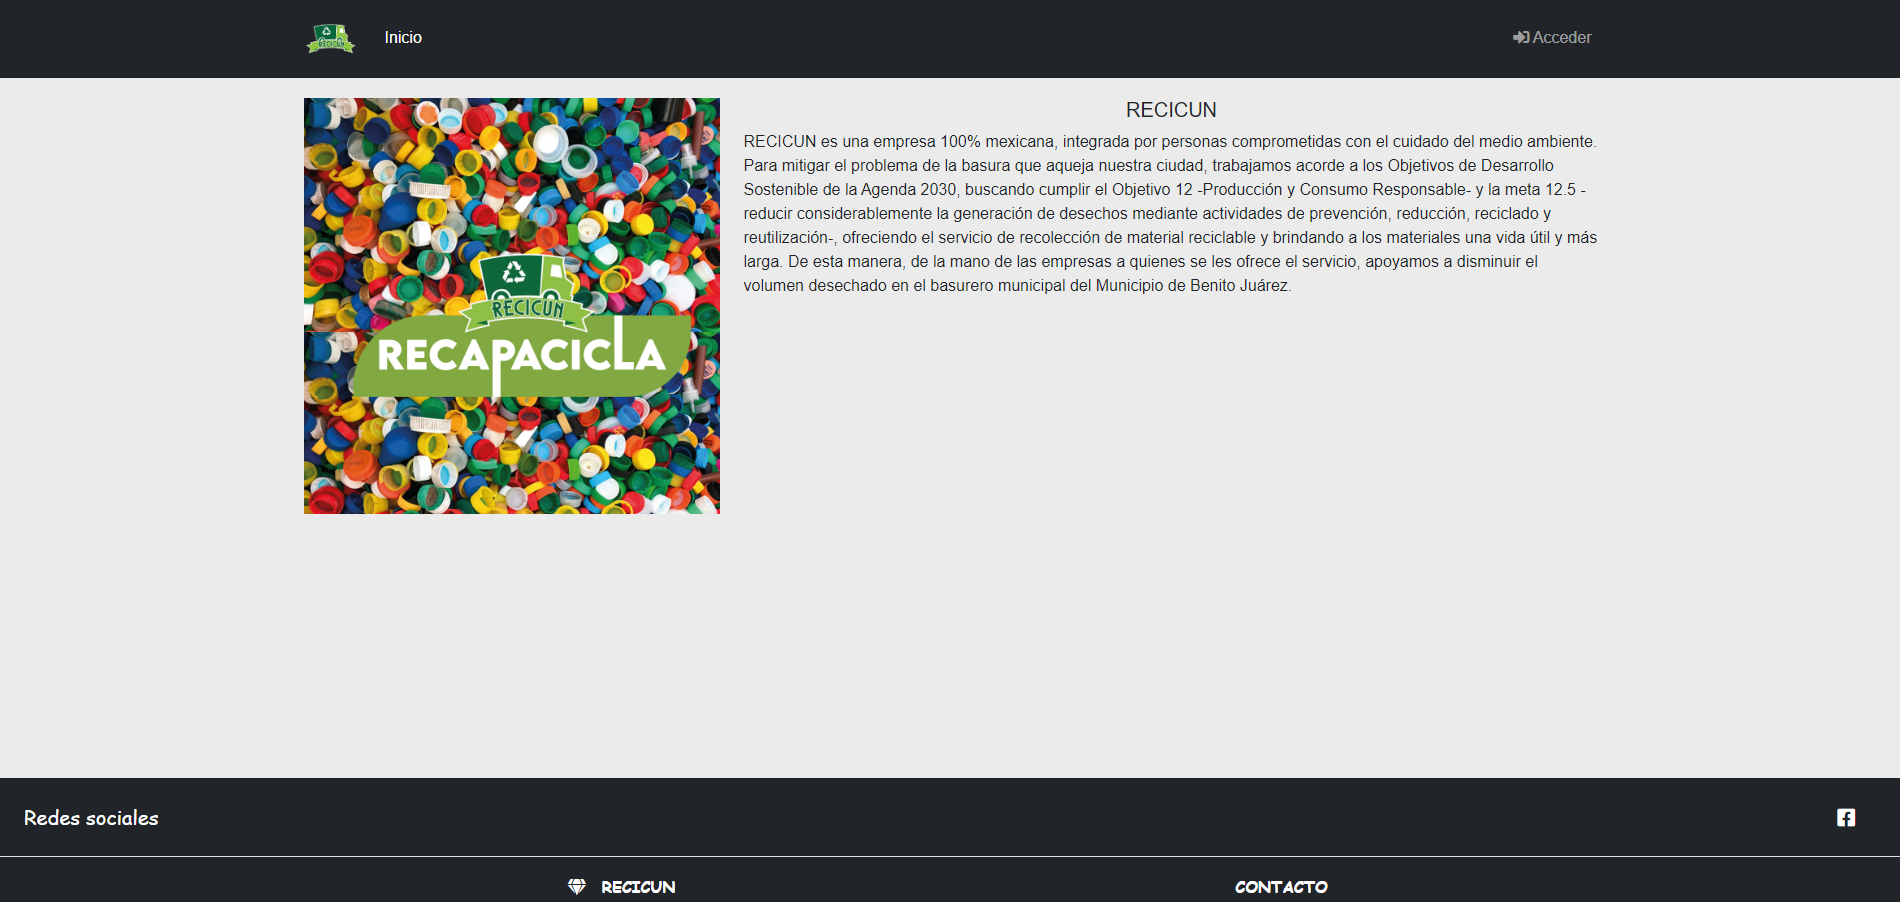 RECICUN
Inicio
Acceder
RECICUN
RECAPACICLA
RECICUN
RECICUN es una empresa 100% mexicana, integrada por personas comprometidas con el cuidado del medio ambiente.
Para mitigar el problema de la basura que aqueja nuestra ciudad, trabajamos acorde a los Objetivos de Desarrollo
Sostenible de la Agenda 2030, buscando cumplir el Objetivo 12 -Producción y Consumo Responsable- y la meta 12.5 -
reducir considerablemente la generación de desechos mediante actividades de prevención, reducción, reciclado y
reutilización-, ofreciendo el servicio de recolección de material reciclable y brindando a los materiales una vida útil y más
larga. De esta manera, de la mano de las empresas a quienes se les ofrece el servicio, apoyamos a disminuir el
volumen desechado en el basurero municipal del Municipio de Benito Juárez.
Redes sociales
RECICUN
CONTACTO